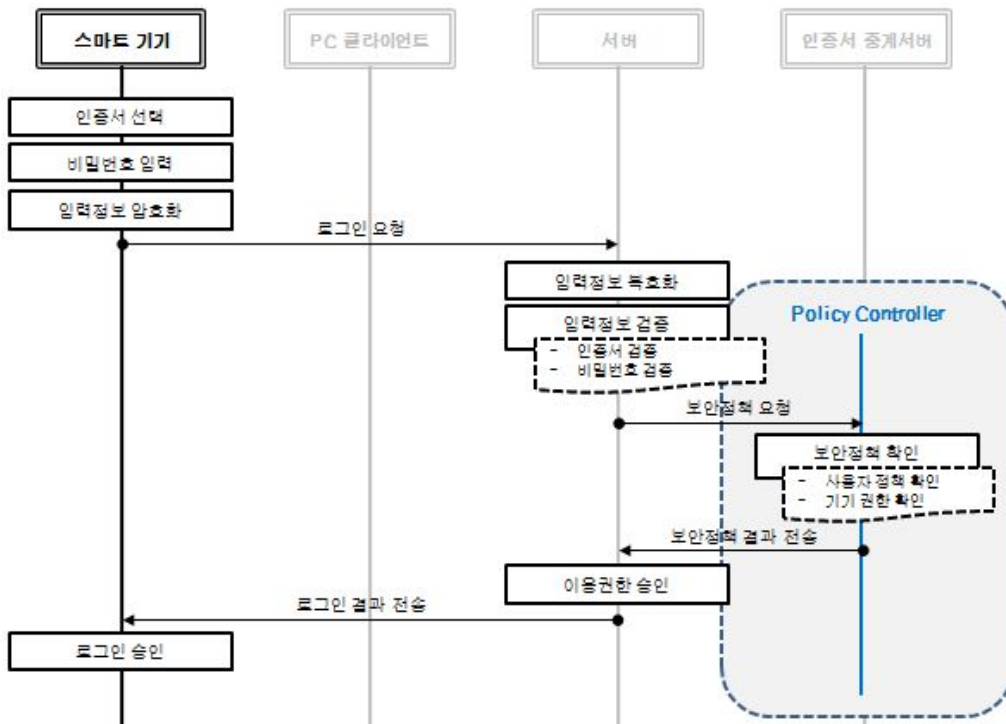 스마트 기기
PC 클라이언트
서버
인증서 중계서버
인증서 선택
비밀번호 입력
입력정보 암호화
로그인 요청
입력정보 복호화
입력정보 검증
- 인증서 검증
- 비밀번호 검증
Policy Controller
보안정책 요청
보안정책 확인
- 사용자 정책 확인
- 기기 권한 확인
보안정책 결과 전송
이용권한 승인
로그인 결과 전송
로그인 승인